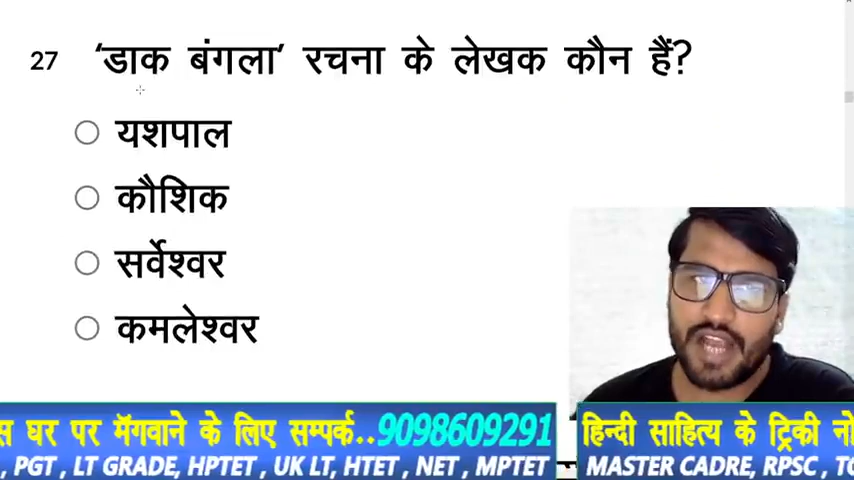 27 ‘डाक बंगला’ रचना के लेखक कौन हैं?
यशपाल
कौशिक
सर्वेश्वर
कमलेश्वर
घर पर मॅगवाने के लिए सम्पर्क..9098609291 हिन्दी साहित्य के ट्रिकी
, PGT , LT GRADE, HPTET , UK LT, HTET , NET , MPTET MASTER CADRE, RPSC ,